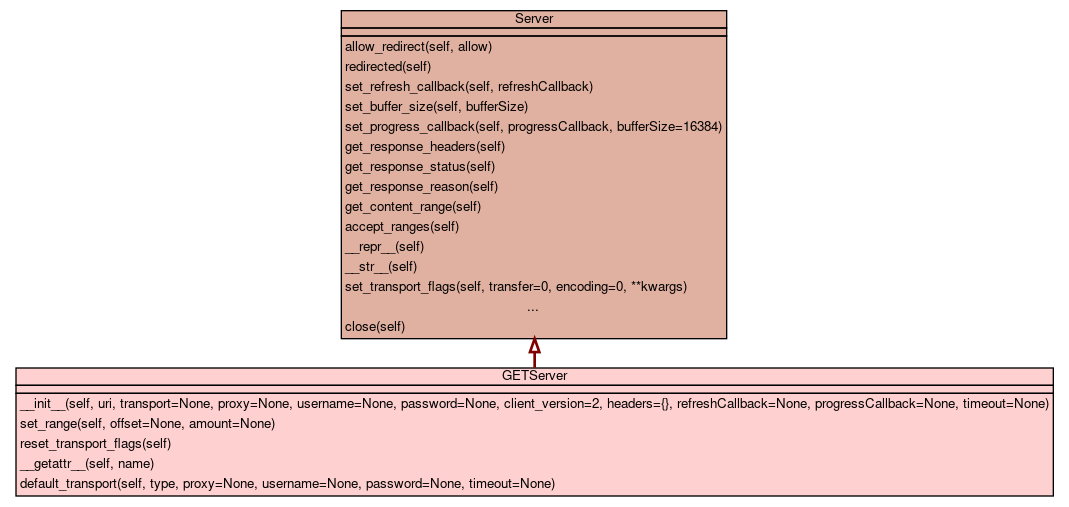 Server
allow_redirect(self, allow)
redirected(self)
set_refresh_callback(self, refreshCallback)
set_buffer_size(self, bufferSize)
set_progress_callback(self, progressCallback, bufferSize=16384)
get_response_headers(self)
get_response_status(self)
get_response_reason(self)
get_content_range(self)
accept_ranges(self)
__repr__(self)
__str__(self)
set_transport_flags(self, transfer=0, encoding=0, **kwargs)
...
close(self)
GETServer
__init__(self, uri, transport=None, proxy=None, username=None, password=None, client_version=2, headers={}, refreshCallback=None, progressCallback=None, timeout=None)
set_range(self, offset=None, amount=None)
reset_transport_flags(self)
__getattr__(self, name)
default_transport(self, type, proxy=None, username=None, password=None, timeout=None)